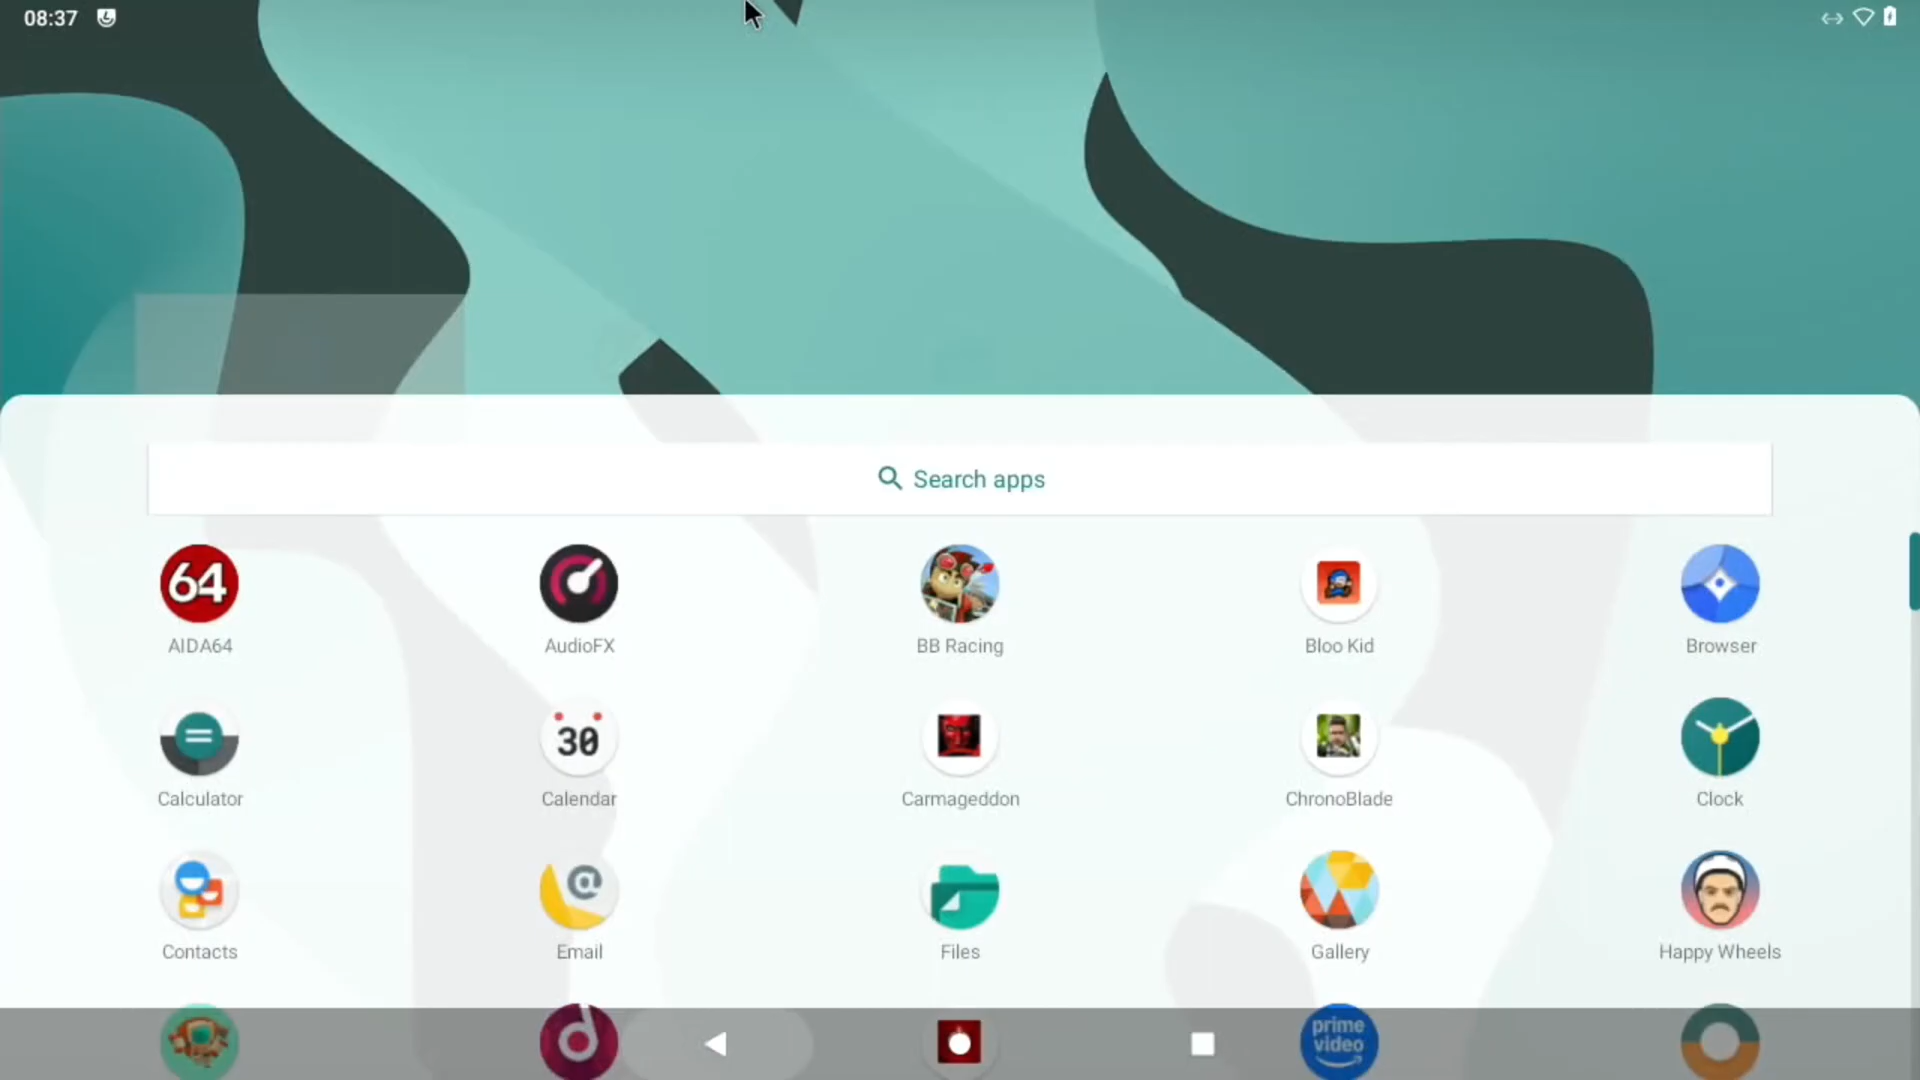 08:37
Search apps
64
AIDA64
AudioFX
BB Racing
Bloo Kid
Browser
Calculator
30
Calendar
Carmageddon
ChronoBlade
Clock
Contacts
@
Email
Files
Gallery
Happy Wheels
prime
video